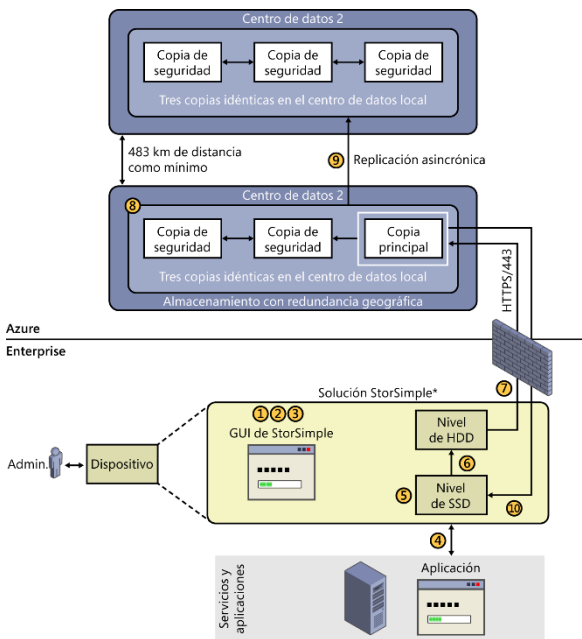 Centro de datos 2
Copia de
seguridad
Copia de
seguridad
Copia de
seguridad
Tres copias idénticas en el centro de datos local
483 km de distancia
como mínimo
9
Replicación asincrónica
Centro de datos 2
8
Copia de
seguridad
Copia de
seguridad
Copia
principal
Tres copias idénticas en el centro de datos local
Almacenamiento con redundancia geográfica
HTTPS/443
Azure
Enterprise
7
Solución StorSimple*
1 2 3
GUI de StorSimple
Nivel
de HDD
6
Admin.
Dispositivo
5
Nivel
de SSD
10
4
Servicios y
aplicaciones
Aplicación